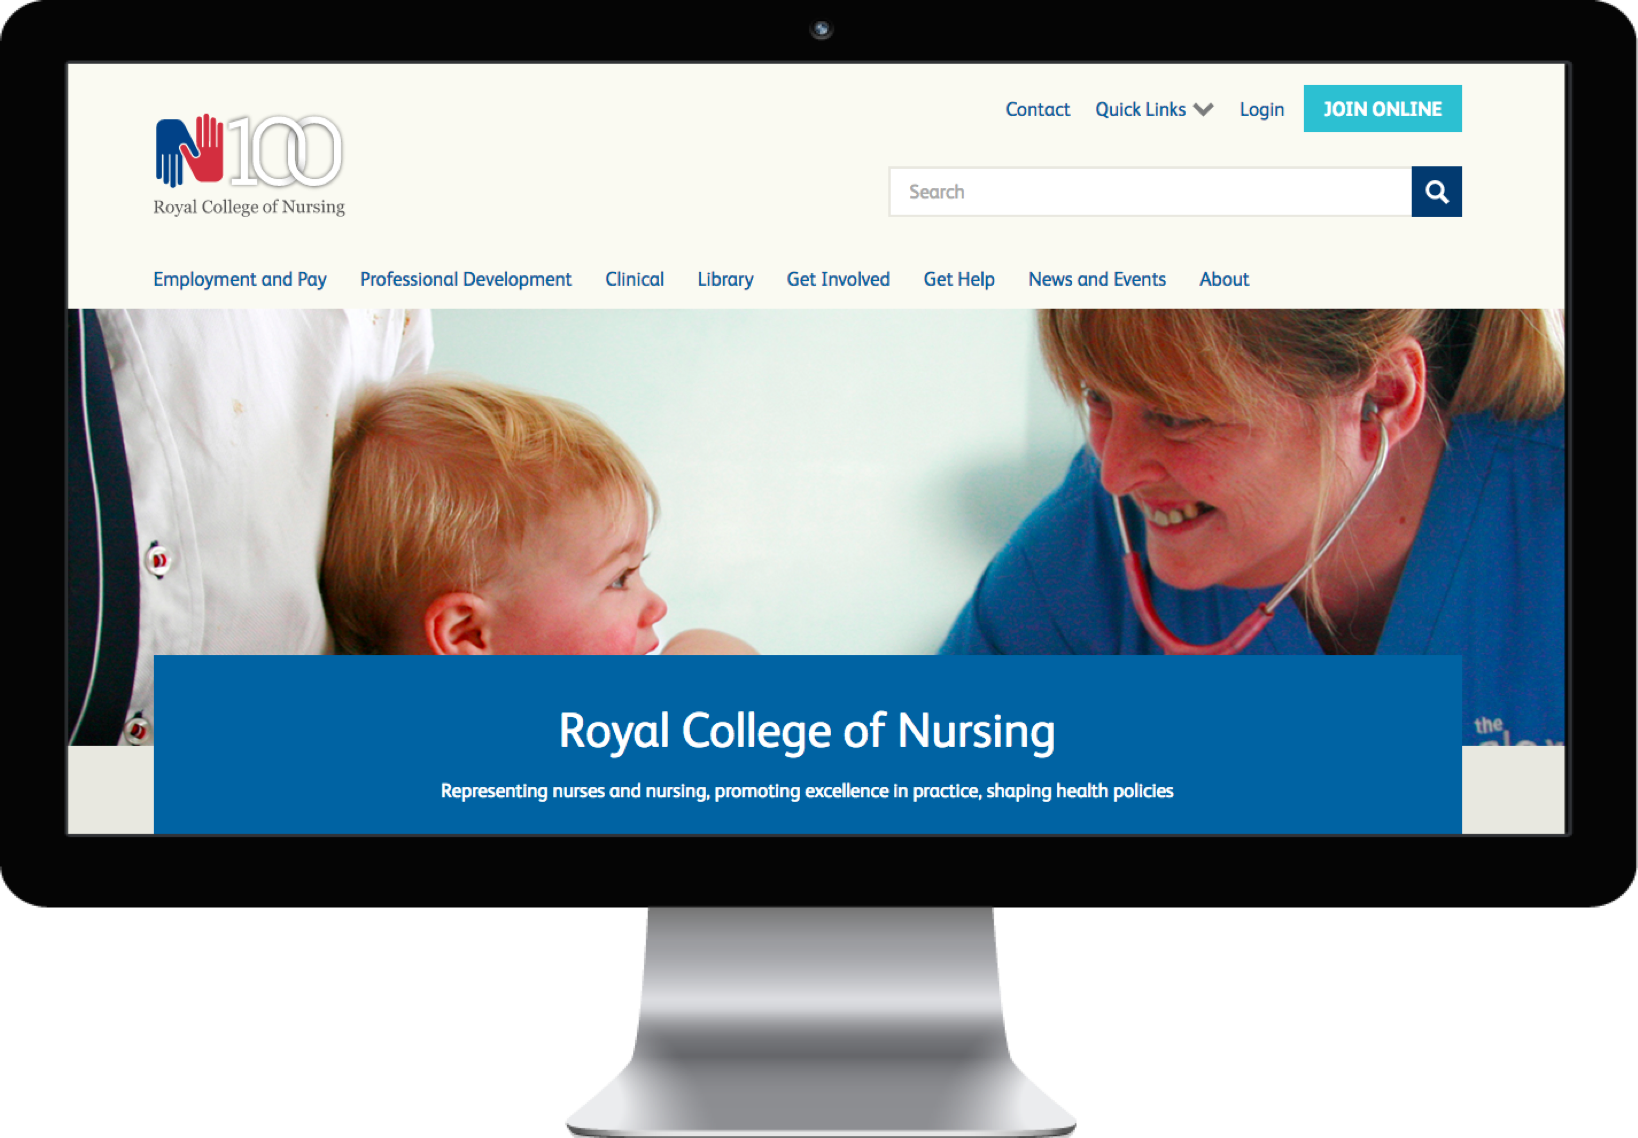 Contact Quick Links Login JOIN ONLINE
100
Royal College of Nursing
Search
Employment and Pay Professional Development Clinical Library Get Involved Get Help News and Events About
the
Royal College of Nursing
Representing nurses and nursing, promoting excellence in practice, shaping health policies